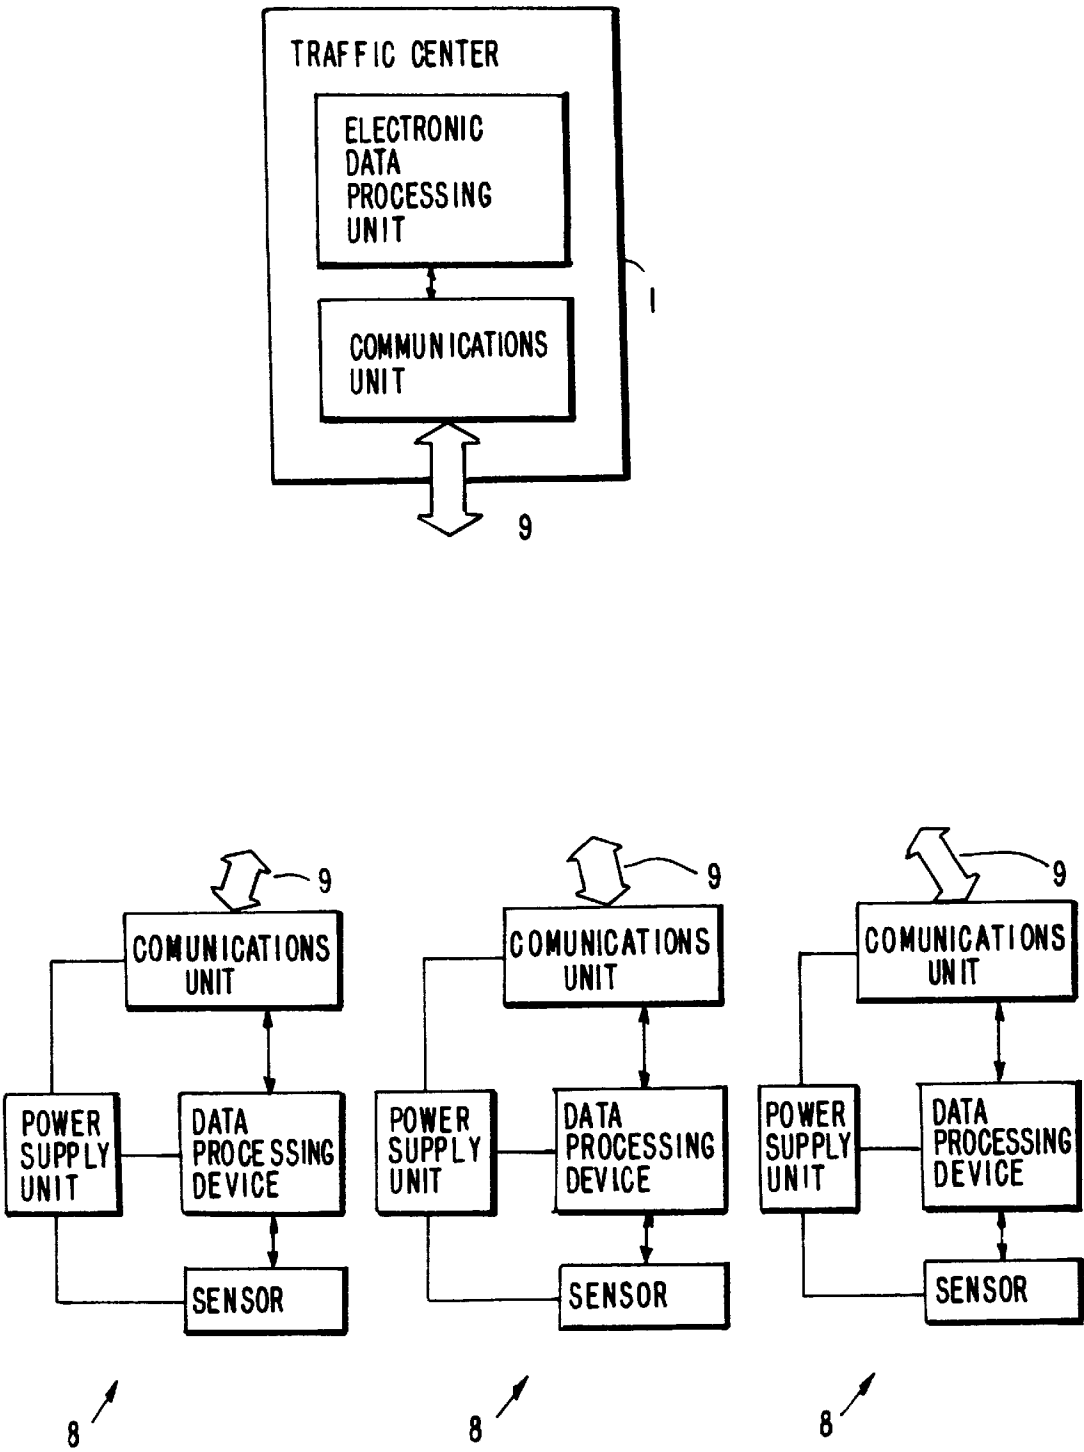 TRAFFIC CENTER
ELECTRONIC
DATA
PROCESSING
UNIT
1
COMMUNICATIONS
UNIT
9
9
COMUNICATIONS
UNIT
POWER
SUPPLY
UNIT
DATA
PROCESSING
DEVICE
SENSOR
8
9
COMUNICATIONS
UNIT
POWER
SUPPLY
UNIT
DATA
PROCESSING
DEVICE
SENSOR
8
9
COMUNICATIONS
UNIT
POWER
SUPPLY
UNIT
DATA
PROCESSING
DEVICE
SENSOR
8